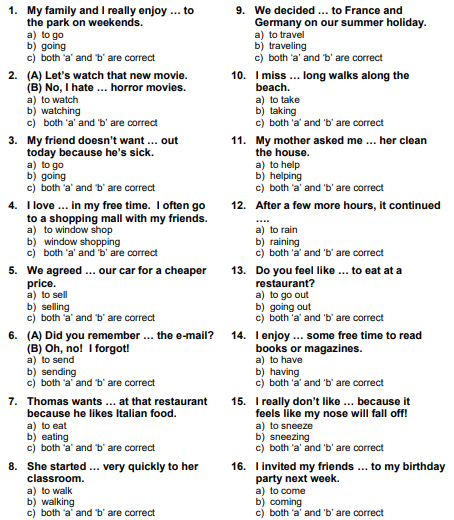 1. My family and I really enjoy … to
the park on weekends.
a) to go
b) going
c) both 'a' and 'b' are correct
2. (A) Let's watch that new movie.
(B) No, I hate … horror movies.
a) to watch
b) watching
c) both 'a' and 'b' are correct
3. My friend doesn't want … out
today because he's sick.
a) to go
b) going
c) both 'a' and 'b' are correct
4. I love … in my free time. I often go
to a shopping mall with my friends.
a) to window shop
b) window shopping
c) both 'a' and 'b' are correct
5. We agreed … our car for a cheaper
price.
a) to sell
b) selling
c) both 'a' and 'b' are correct
6. (A) Did you remember … the e-mail?
(B) Oh, no! I forgot!
a) to send
b) sending
c) both 'a' and 'b' are correct
7. Thomas wants … at that restaurant
because he likes Italian food.
a) to eat
b) eating
c) both 'a' and 'b' are correct
8. She started … very quickly to her
classroom.
a) to walk
b) walking
c) both 'a' and 'b' are correct
9. We decided … to France and
Germany on our summer holiday.
a) to travel
b) traveling
c) both 'a' and 'b' are correct
10. I miss … long walks along the
beach.
a) to take
b) taking
c) both 'a' and 'b' are correct
11. My mother asked me … her clean
the house.
a) to help
b) helping
c) both 'a' and 'b' are correct
12. After a few more hours, it continued
….
a) to rain
b) raining
c) both 'a' and 'b' are correct
13. Do you feel like … to eat at a
restaurant?
a) to go out
b) going out
c) both 'a' and 'b' are correct
14. I enjoy … some free time to read
books or magazines.
a) to have
b) having
c) both 'a' and 'b' are correct
15. I really don't like … because it
feels like my nose will fall off!
a) to sneeze
b) sneezing
c) both 'a' and 'b' are correct
16. I invited my friends … to my birthday
party next week.
a) to come
b) coming
c) both 'a' and 'b' are correct